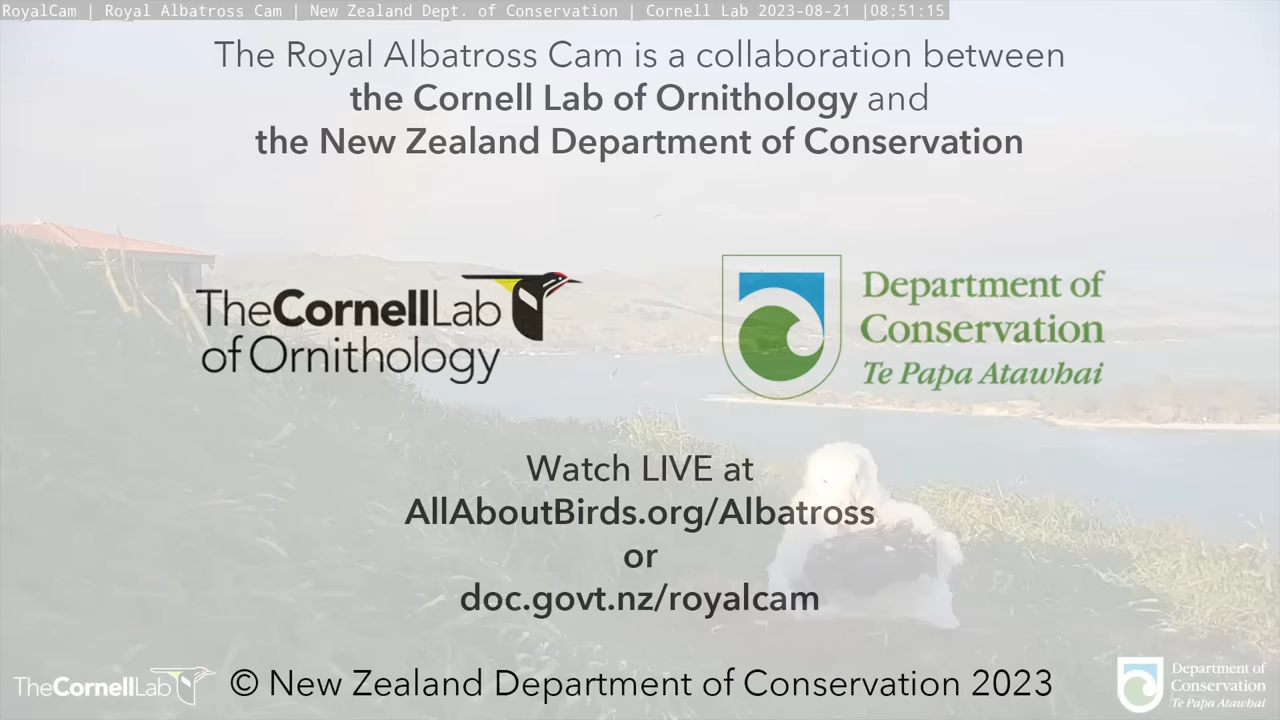 RoyalCam | Royal Albatross Cam | New Zealand Dept. of Conservation | Cornell Lab 2023-08-21 |08:51:15
The Royal Albatross Cam is a collaboration between
the Cornell Lab of Ornithology and
the New Zealand Department of Conservation
TheCornellLab
of Ornithology
Department of
Conservation
Te Papa Atawhai
Watch LIVE at
AllAboutBirds.org/Albatross
or
doc.govt.nz/royalcam
TheCornellLab
© New Zealand Department of Conservation 2023
Department of
Conservation
Te Papa Atawhai